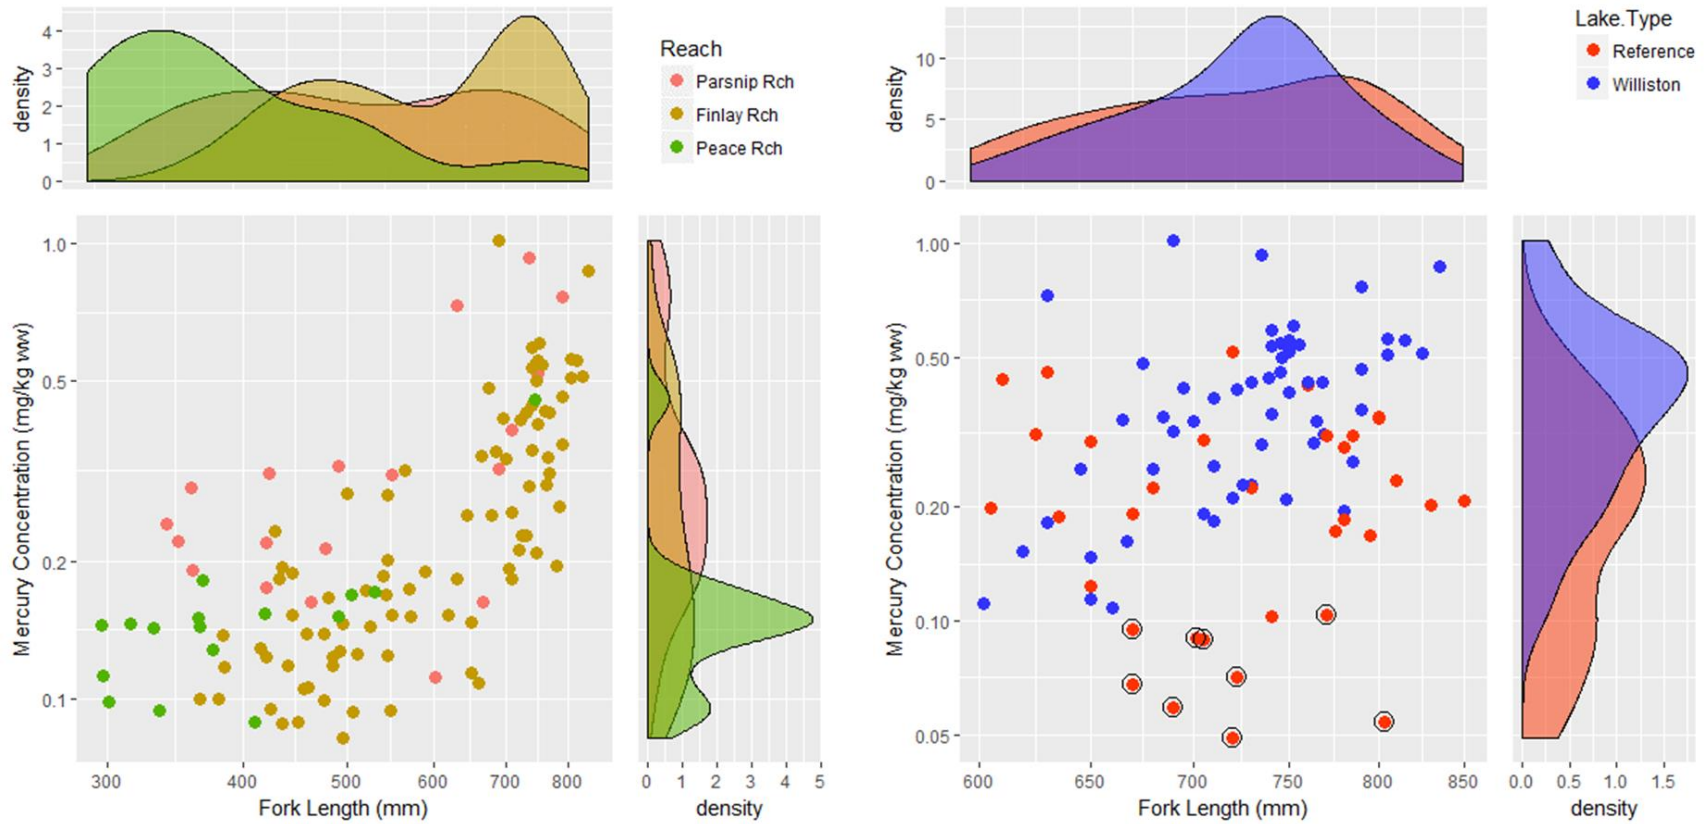 4
3
2
1
0
density
Reach
Parsnip Rch
Finlay Rch
Peace Rch
1.0
0.5
0.2
0.1
Mercury Concentration (mg/kg ww)
300 400 500 600 700 800
Fork Length (mm)
0 1 2 3 4 5
density
10
5
0
density
Lake.Type
Reference
Williston
1.00
0.50
0.20
0.10
0.05
Mercury Concentration (mg/kg ww)
600 650 700 750 800 850
Fork Length (mm)
0.0 0.5 1.0 1.5
density